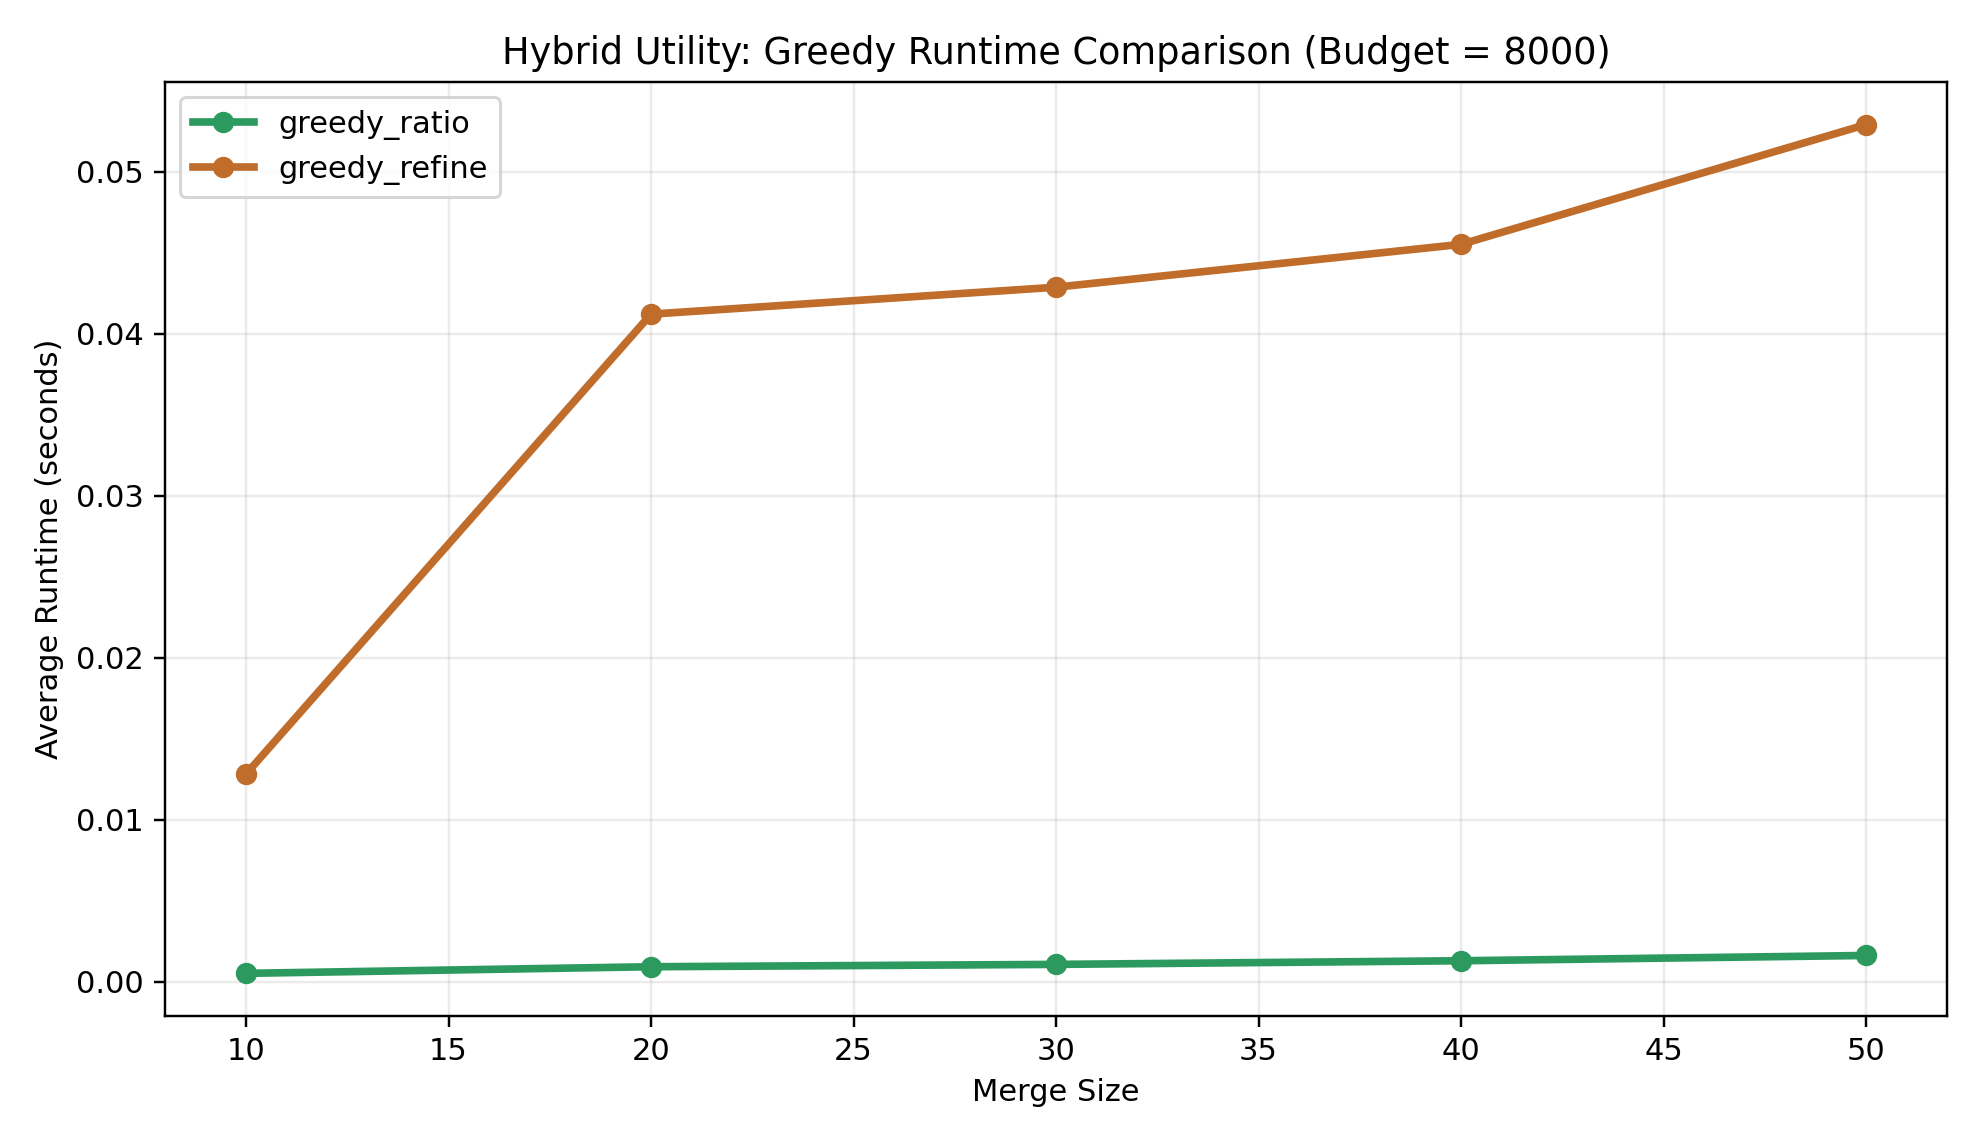 Hybrid Utility: Greedy Runtime Comparison (Budget = 8000)
greedy_ratio
greedy_refine
Average Runtime (seconds)
0.05
0.04
0.03
0.02
0.01
0.00
10 15 20 25 30 35 40 45 50
Merge Size